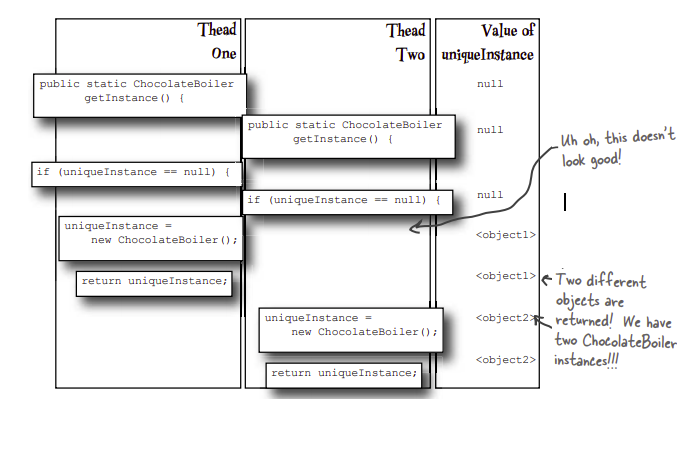 Thead
One
Thead
Two
Value of
uniqueInstance
public static ChocolateBoiler
getInstance() {
null
public static ChocolateBoiler
getInstance() {
null
Uh oh, this doesn't
look good!
if (uniqueInstance == null) {
if (uniqueInstance == null) {
null
uniqueInstance =
new ChocolateBoiler();
<object1>
return uniqueInstance;
<object1>
Two different
objects are
returned! We have
two ChocolateBoiler
instances!!!
uniqueInstance =
new ChocolateBoiler();
<object2>
return uniqueInstance;
<object2>